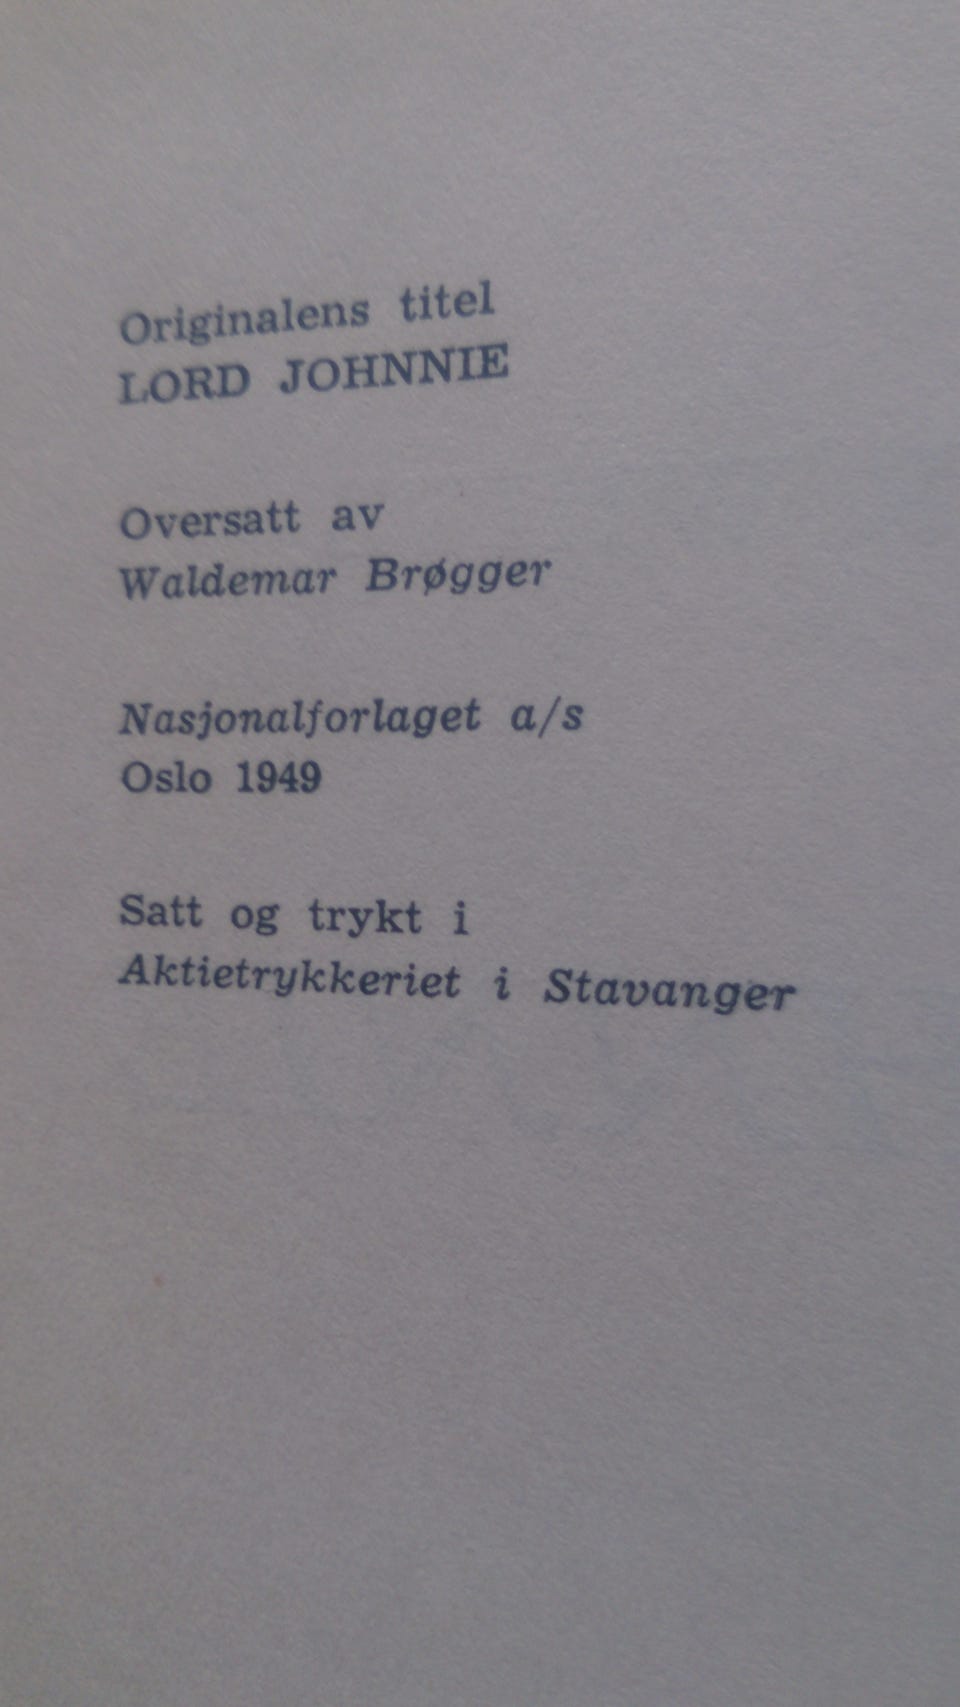 Originalens titel
LORD JOHNNIE
Oversatt av
Waldemar Brøgger
Nasjonalforlaget a/s
Oslo 1949
Satt og trykt i
Aktietrykkeriet i Stavanger